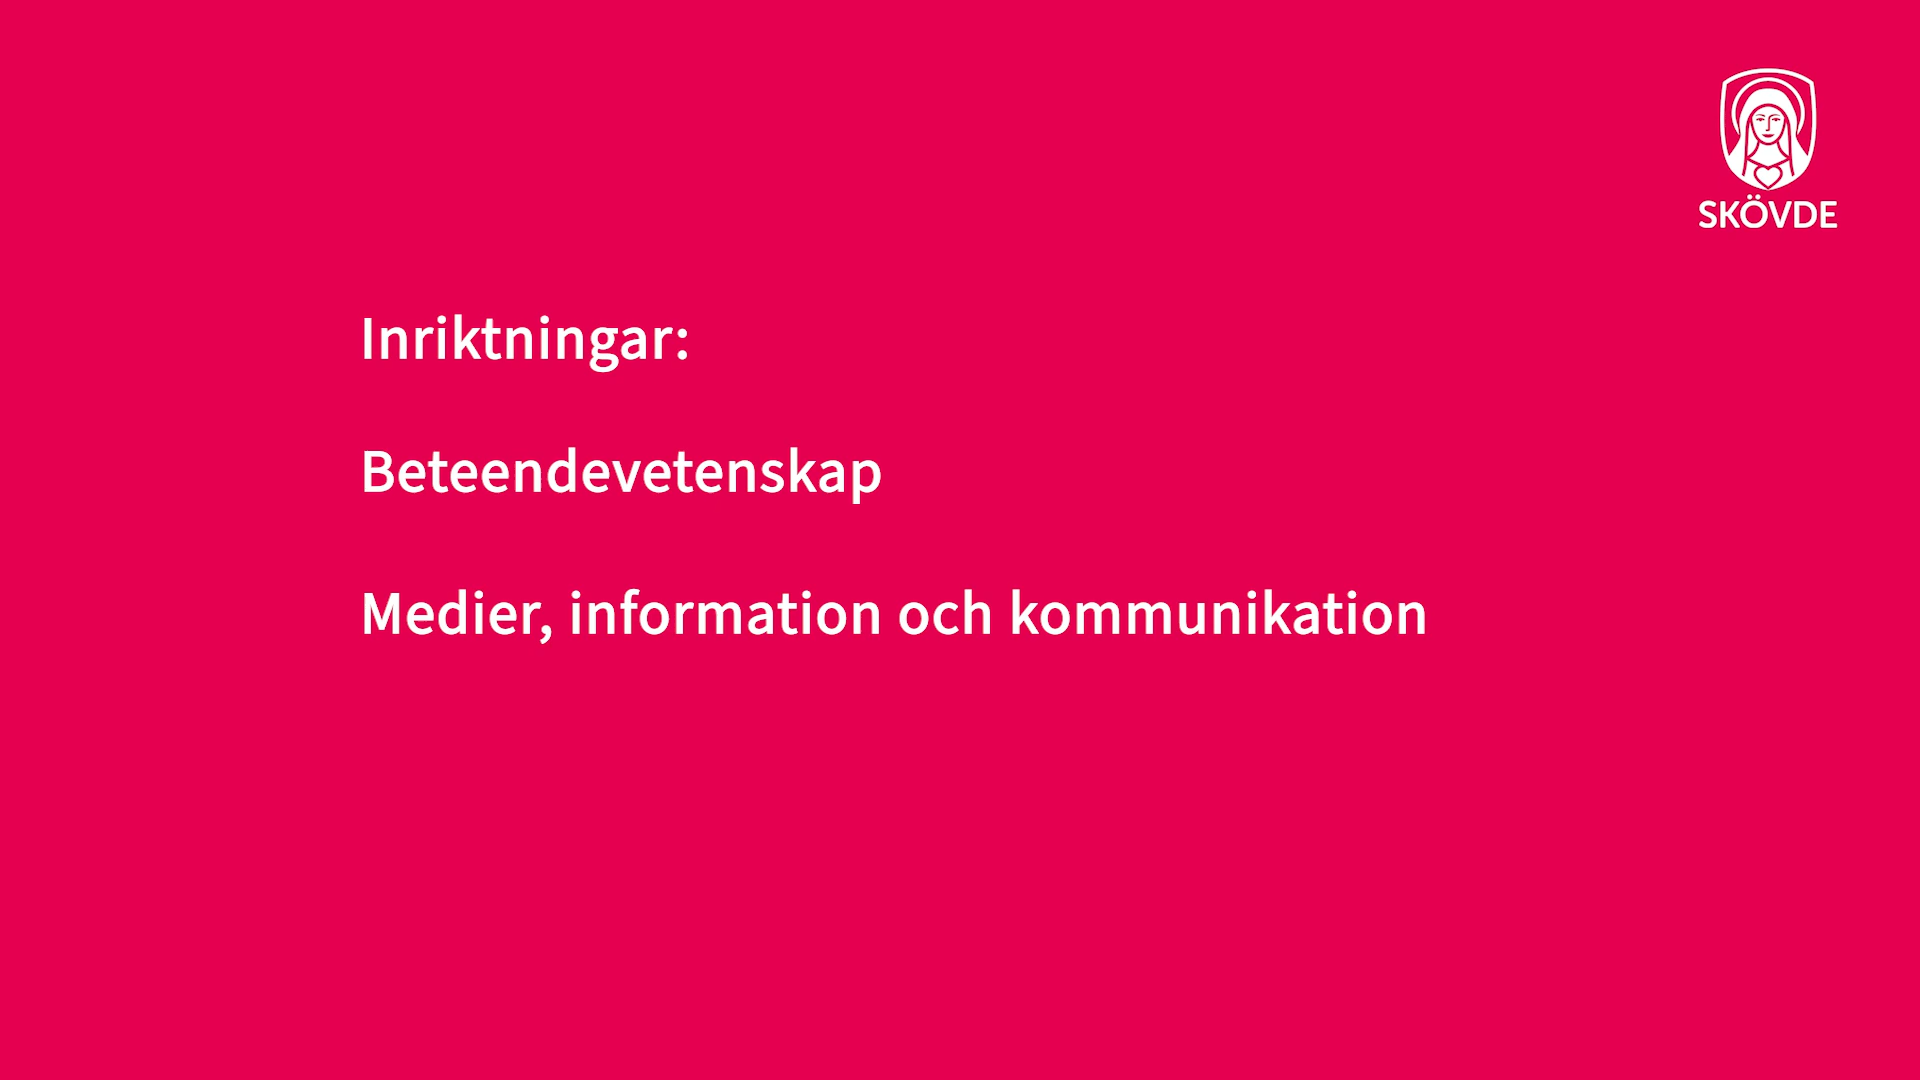 SKÖVDE
Inriktningar:
Beteendevetenskap
Medier, information och kommunikation